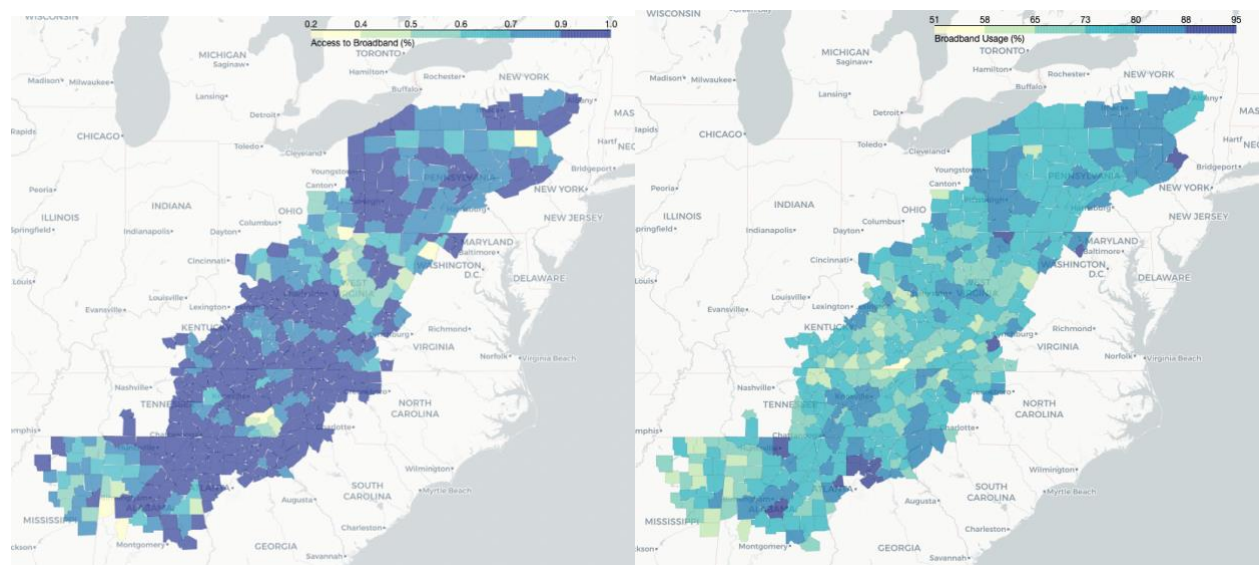 0.2 0.4 0.5 0.6 0.7 0.9 1.0
Access to Broadband (%)
WISCONSIN
TORONTO
MICHIGAN
Saginaw
Hamilton
Rochester
NEW YORK
Madison
Milwaukee
Lansing
Buffalo
Albany
MAS
Rapids
Detroit
CHICAGO
Toledo
Cleveland
Hartf
NEC
Youngstown
Bridgeport
Canton
PENNSYLVANIA
NEW YORK
Peoria
INDIANA
OHIO
ILLINOIS
Columbus
NEW JERSEY
Springfield
Indianapolis
Dayton
MARYLAND
Baltimore
Cincinnati
WASHINGTON
D.C.
DELAWARE
Louis
Louisville
Lexington
Evansville
Richmond
KENTUCKY
VIRGINIA
Norfolk
Virginia Beach
Nashville
TENNESSEE
NORTH
CAROLINA
Charlotte
SOUTH
CAROLINA
Wilmington
Myrtle Beach
Augusta
ALABAMA
MISSISSIPPI
Charleston
Montgomery
GEORGIA
Savannah
51 58 65 73 80 88 95
Broadband Usage (%)
WISCONSIN
TORONTO
MICHIGAN
Saginaw
Hamilton
Rochester
NEW YORK
Madison
Milwaukee
Lansing
Buffalo
Albany
MAS
Rapids
Detroit
CHICAGO
Toledo
Cleveland
Hartf
NEC
Youngstown
Bridgeport
Canton
PENNSYLVANIA
NEW YORK
Peoria
INDIANA
OHIO
ILLINOIS
Columbus
NEW JERSEY
Springfield
Indianapolis
Dayton
MARYLAND
Baltimore
Cincinnati
WASHINGTON
D.C.
DELAWARE
Louis
Louisville
Lexington
Evansville
Richmond
KENTUCKY
VIRGINIA
Norfolk
Virginia Beach
Nashville
TENNESSEE
NORTH
CAROLINA
Charlotte
SOUTH
CAROLINA
Wilmington
Myrtle Beach
Augusta
ALABAMA
MISSISSIPPI
Charleston
Montgomery
GEORGIA
Savannah